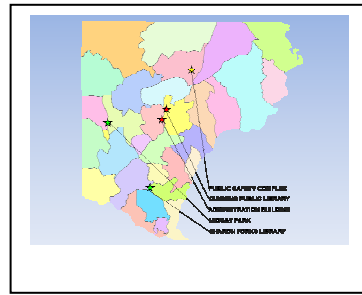 PUBLIC SAFETY COMPLEX
CUMMING PUBLIC LIBRARY
ADMINISTRATION BUILDING
MIDWAY PARK
SHARON FORKS LIBRARY